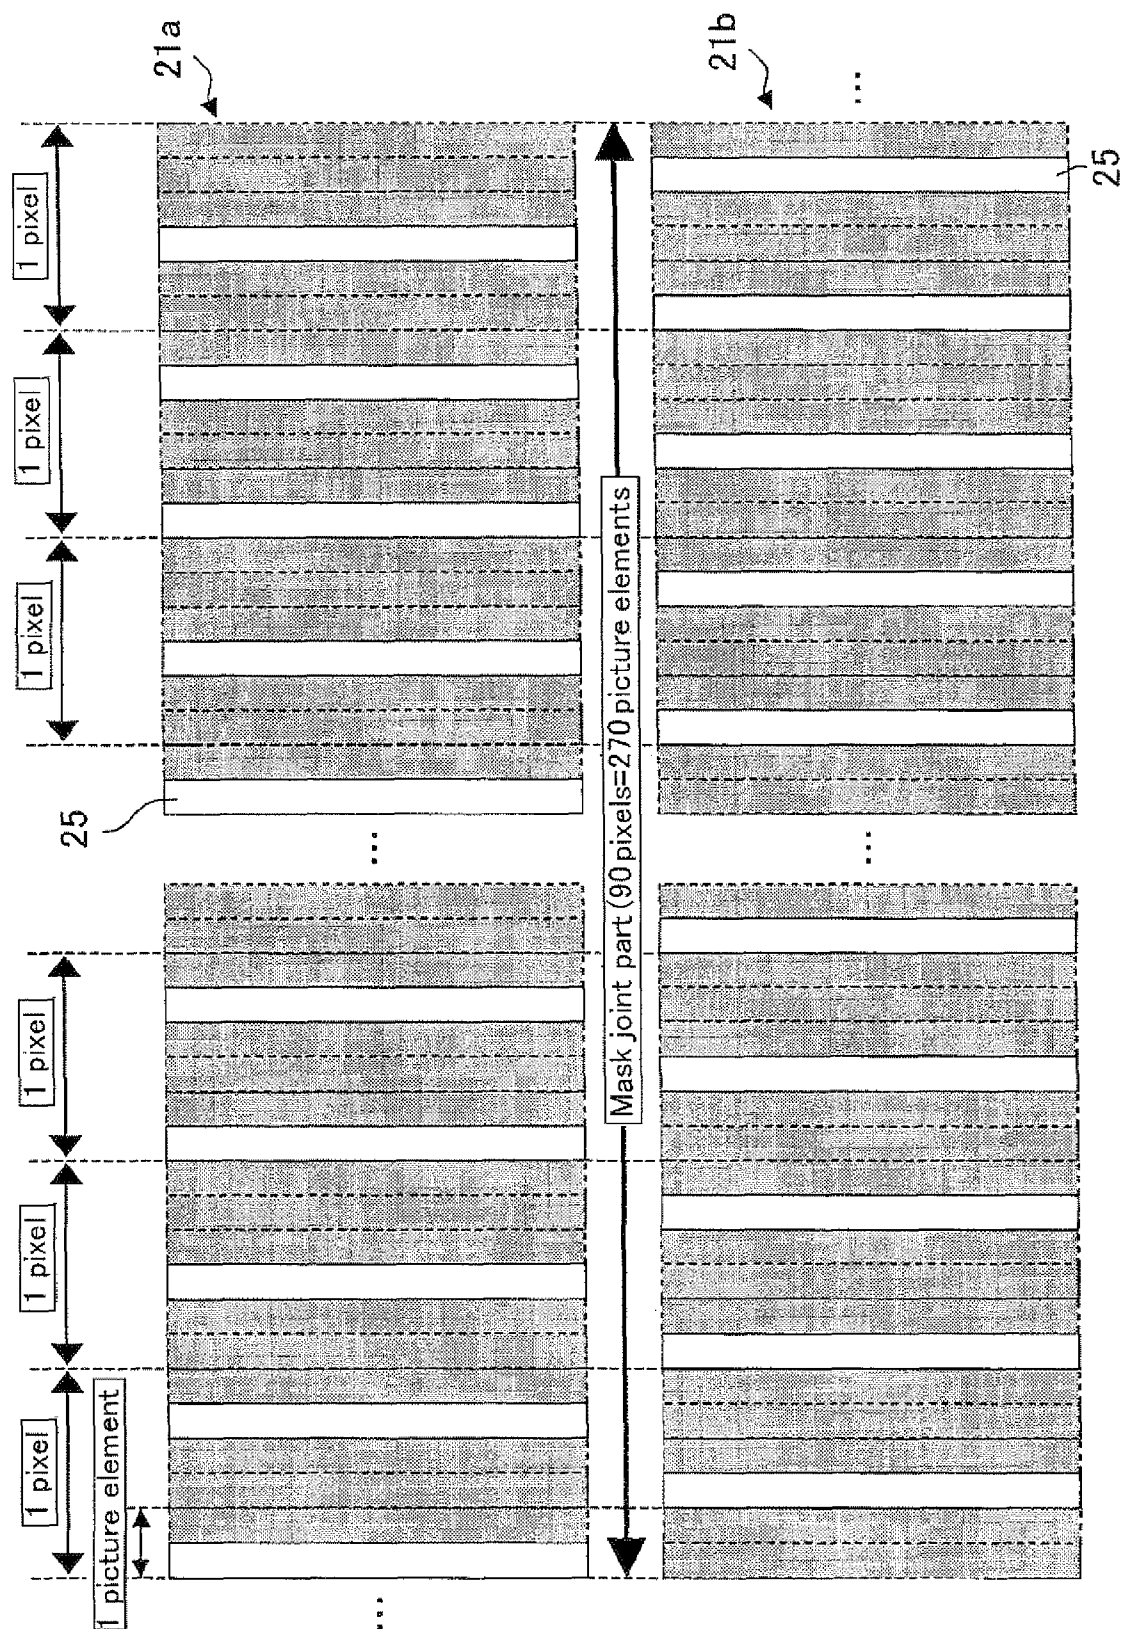 1 pixel
1 pixel
1 pixel
1 pixel
1 pixel
1 pixel
1 picture element
21a
25
...
...
Mask joint part (90 pixels=270 picture elements
21b
...
25
...